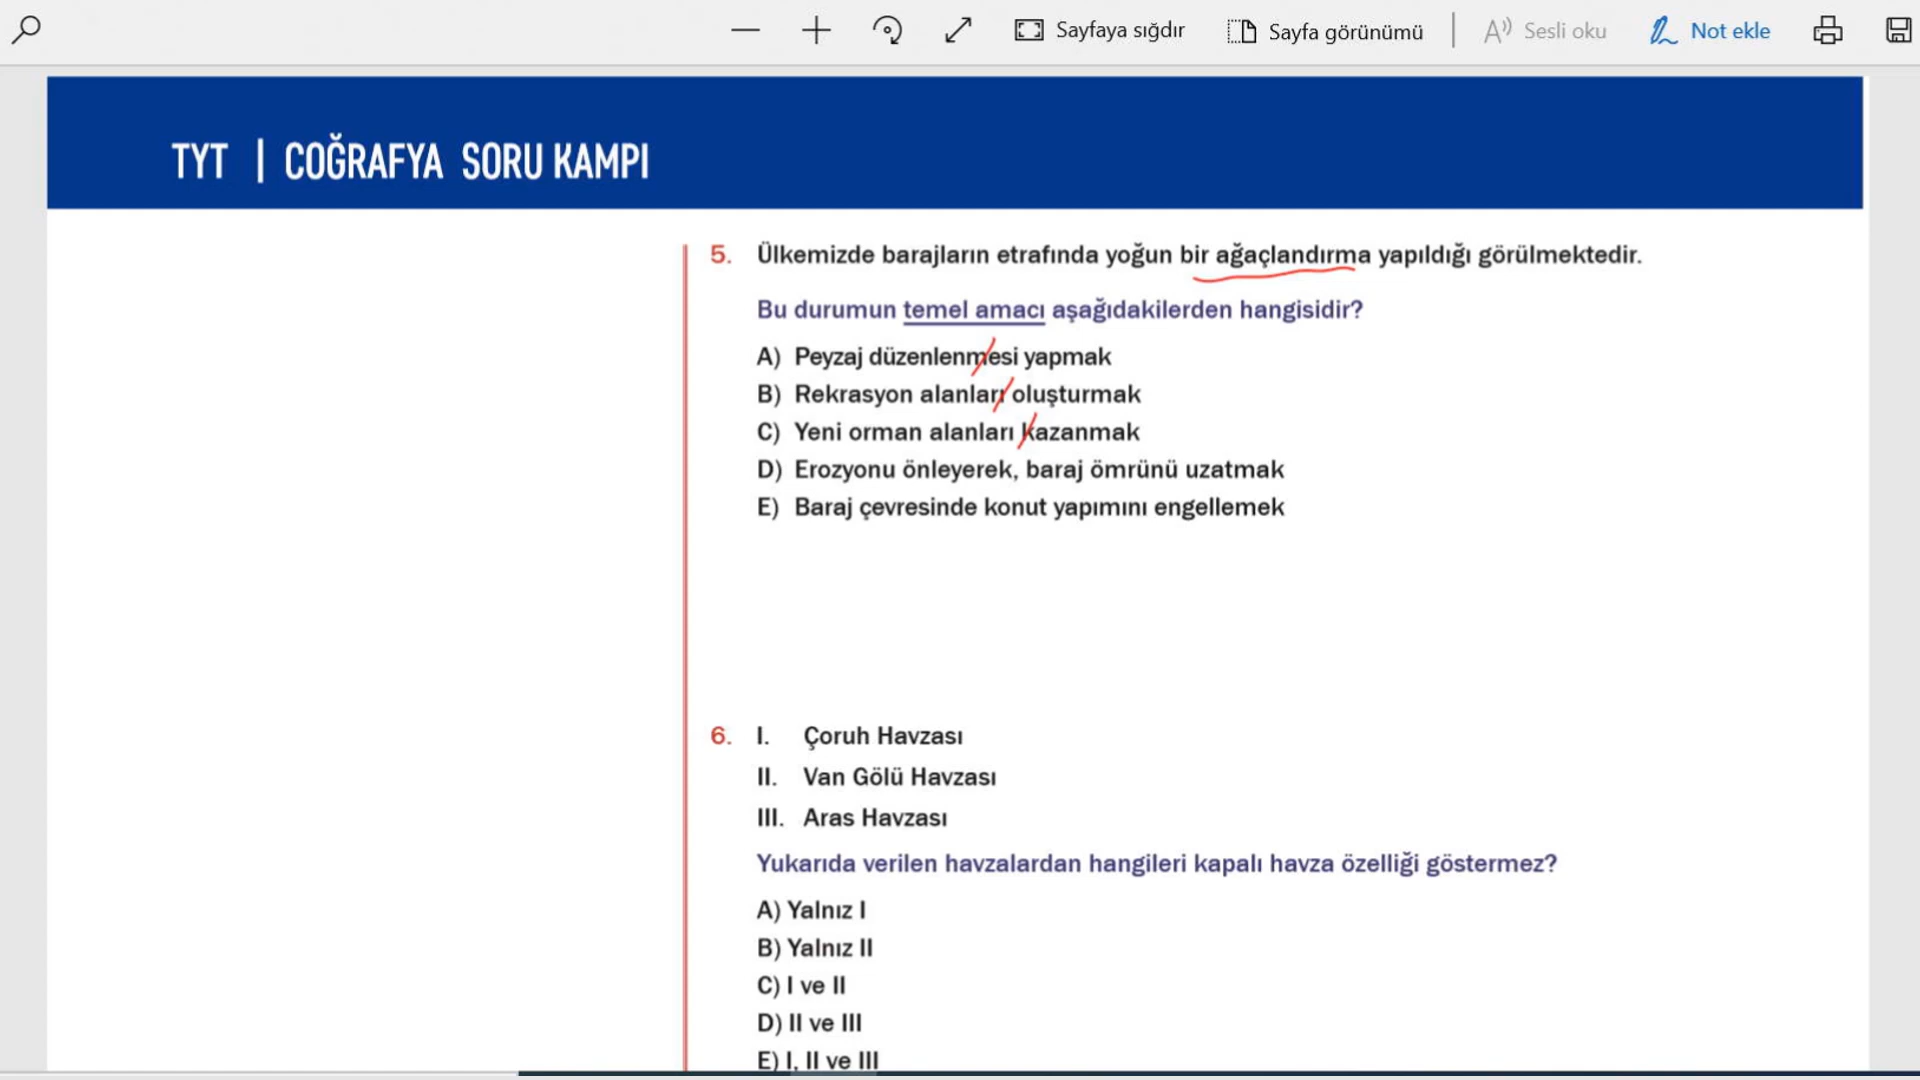 Sayfaya sığdır Sayfa görünümü Sesli oku Not ekle
TYT | COĞRAFYA SORU KAMPI
5. Ülkemizde barajların etrafında yoğun bir ağaçlandırma yapıldığı görülmektedir.
Bu durumun temel amacı aşağıdakilerden hangisidir?
A) Peyzaj düzenlenmesi yapmak
B) Rekrasyon alanları oluşturmak
C) Yeni orman alanları kazanmak
D) Erozyonu önleyerek, baraj ömrünü uzatmak
E) Baraj çevresinde konut yapımını engellemek
6. I. Çoruh Havzası
II. Van Gölü Havzası
III. Aras Havzası
Yukarıda verilen havzalardan hangileri kapalı havza özelliği göstermez?
A) Yalnız I
B) Yalnız II
C) I ve II
D) II ve III
E) I, II ve III